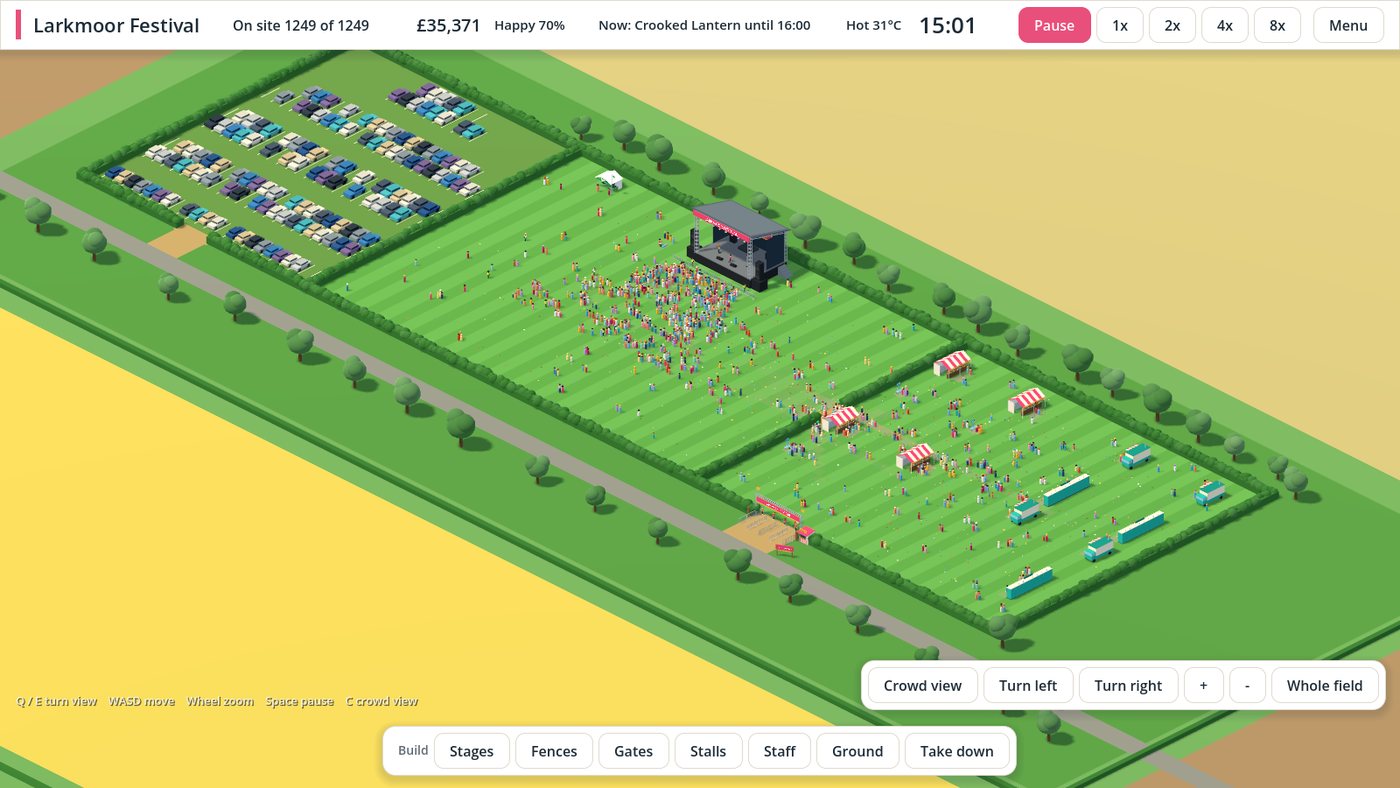 Larkmoor Festival
On site 1249 of 1249
£35,371
Happy 70%
Now: Crooked Lantern until 16:00
Hot 31°C
15:01
Pause
1x
2x
4x
8x
Menu
Crowd view
Turn left
Turn right
+
-
Whole field
Q / E turn view
WASD move
Wheel zoom
Space pause
C crowd view
Build
Stages
Fences
Gates
Stalls
Staff
Ground
Take down